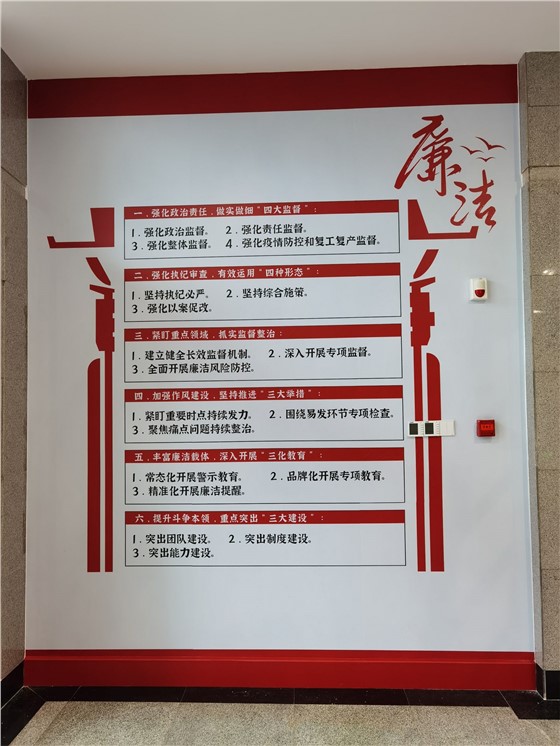 廉洁
一.强化政治责任,做实做细“四大监督”:
1.强化政治监督。 2.强化责任监督。
3.强化整体监督。 4.强化疫情防控和复工复产监督。
二.强化执纪审查,有效运用“四种形态”:
1.坚持执纪必严。 2.坚持综合施策。
3.强化以案促改。
三.紧盯重点领域,抓实监督整治:
1.建立健全长效监督机制。 2.深入开展专项监督。
3.全面开展廉洁风险防控。
四.加强作风建设,坚持推进“三大举措”:
1.紧盯重要时点持续发力。 2.围绕易发环节专项检查。
3.聚焦痛点问题持续整治。
五.丰富廉洁载体,深入开展“三化教育”:
1.常态化开展警示教育。 2.品牌化开展专项教育。
3.精准化开展廉洁提醒。
六.提升斗争本领,重点突出“三大建设”:
1.突出团队建设。 2.突出制度建设。
3.突出能力建设。